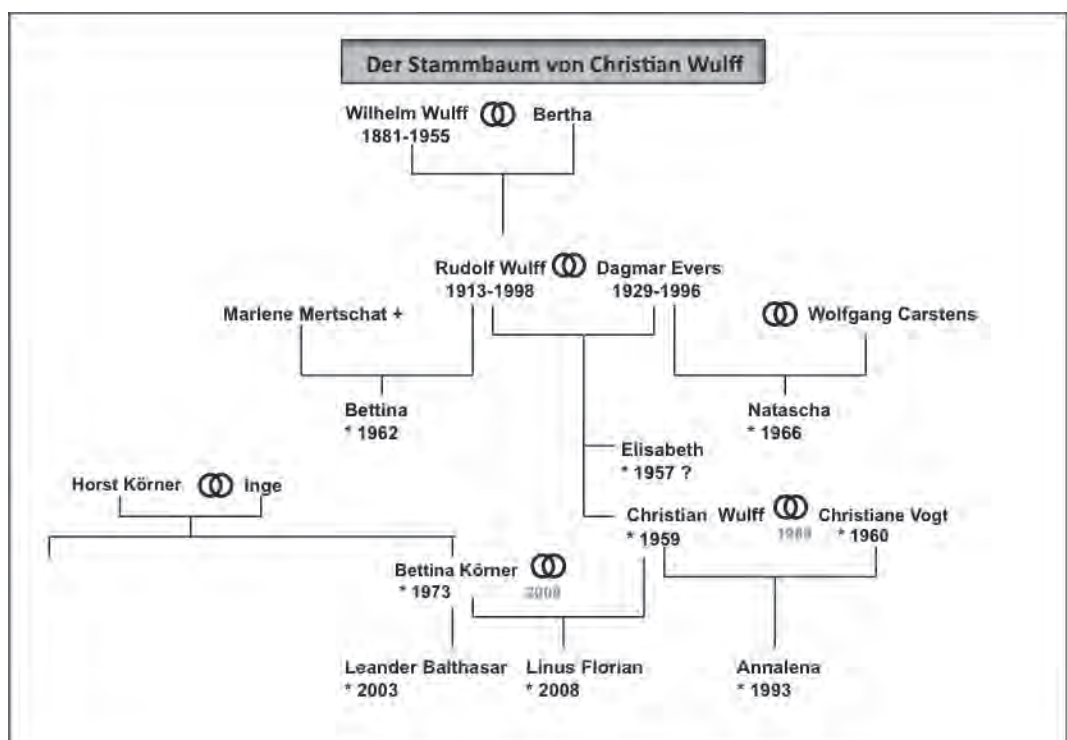 Der Stammbaum von Christian Wulff
Wilhelm Wulff
1881-1955
Bertha
Rudolf Wulff
1913-1998
Dagmar Evers
1929-1996
Marlene Mertschat +
Wolfgang Carstens
Bettina
* 1962
Natascha
* 1966
Elisabeth
* 1957 ?
Horst Körner
Inge
Christian Wulff
* 1959
Christiane Vogt
* 1960
Bettina Körner
* 1973
Leander Balthasar
* 2003
Linus Florian
* 2008
Annalena
* 1993